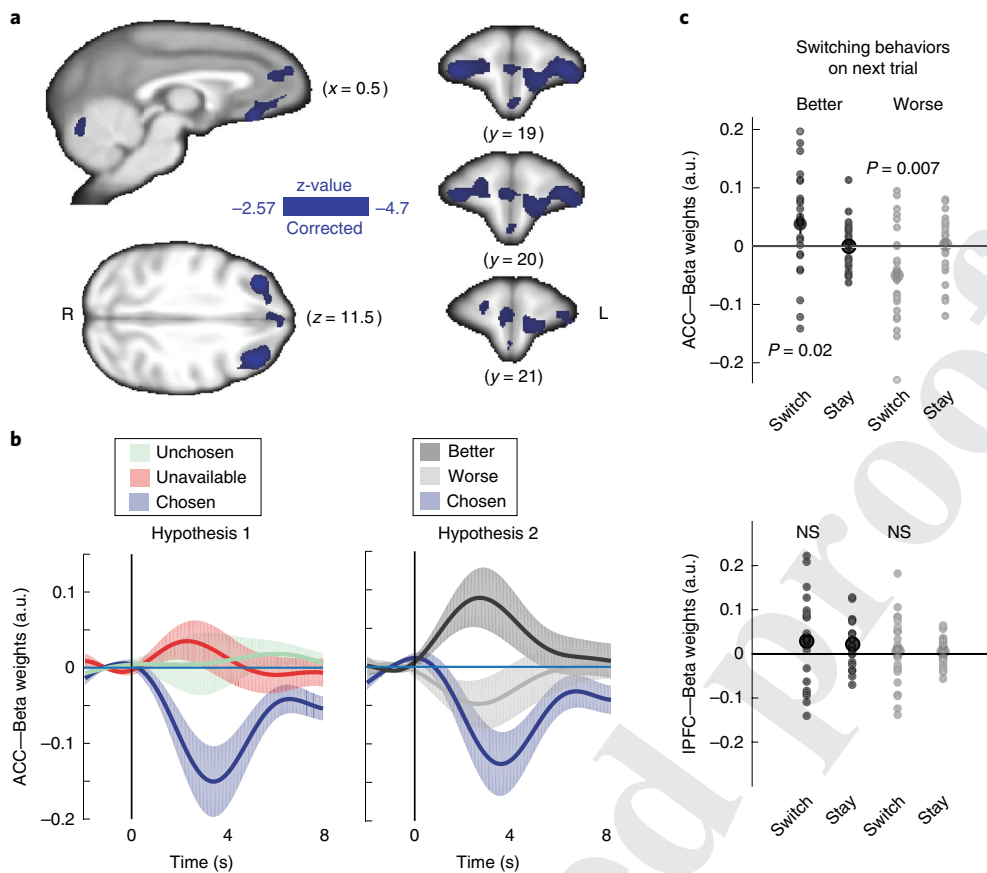 a
(x = 0.5)
(y = 19)
z-value
−2.57
−4.7
Corrected
(y = 20)
R
(z = 11.5)
L
(y = 21)
b
Unchosen
Unavailable
Chosen
Better
Worse
Chosen
Hypothesis 1
Hypothesis 2
ACC—Beta weights (a.u.)
0.1
0
−0.1
−0.2
0
4
8
Time (s)
0
4
8
Time (s)
c
Switching behaviors
on next trial
Better
Worse
ACC—Beta weights (a.u.)
0.2
0.1
0
−0.1
−0.2
P = 0.007
P = 0.02
Switch
Stay
Switch
Stay
NS
NS
lPFC—Beta weights (a.u.)
0.2
0.1
0
−0.1
−0.2
Switch
Stay
Switch
Stay
d proof